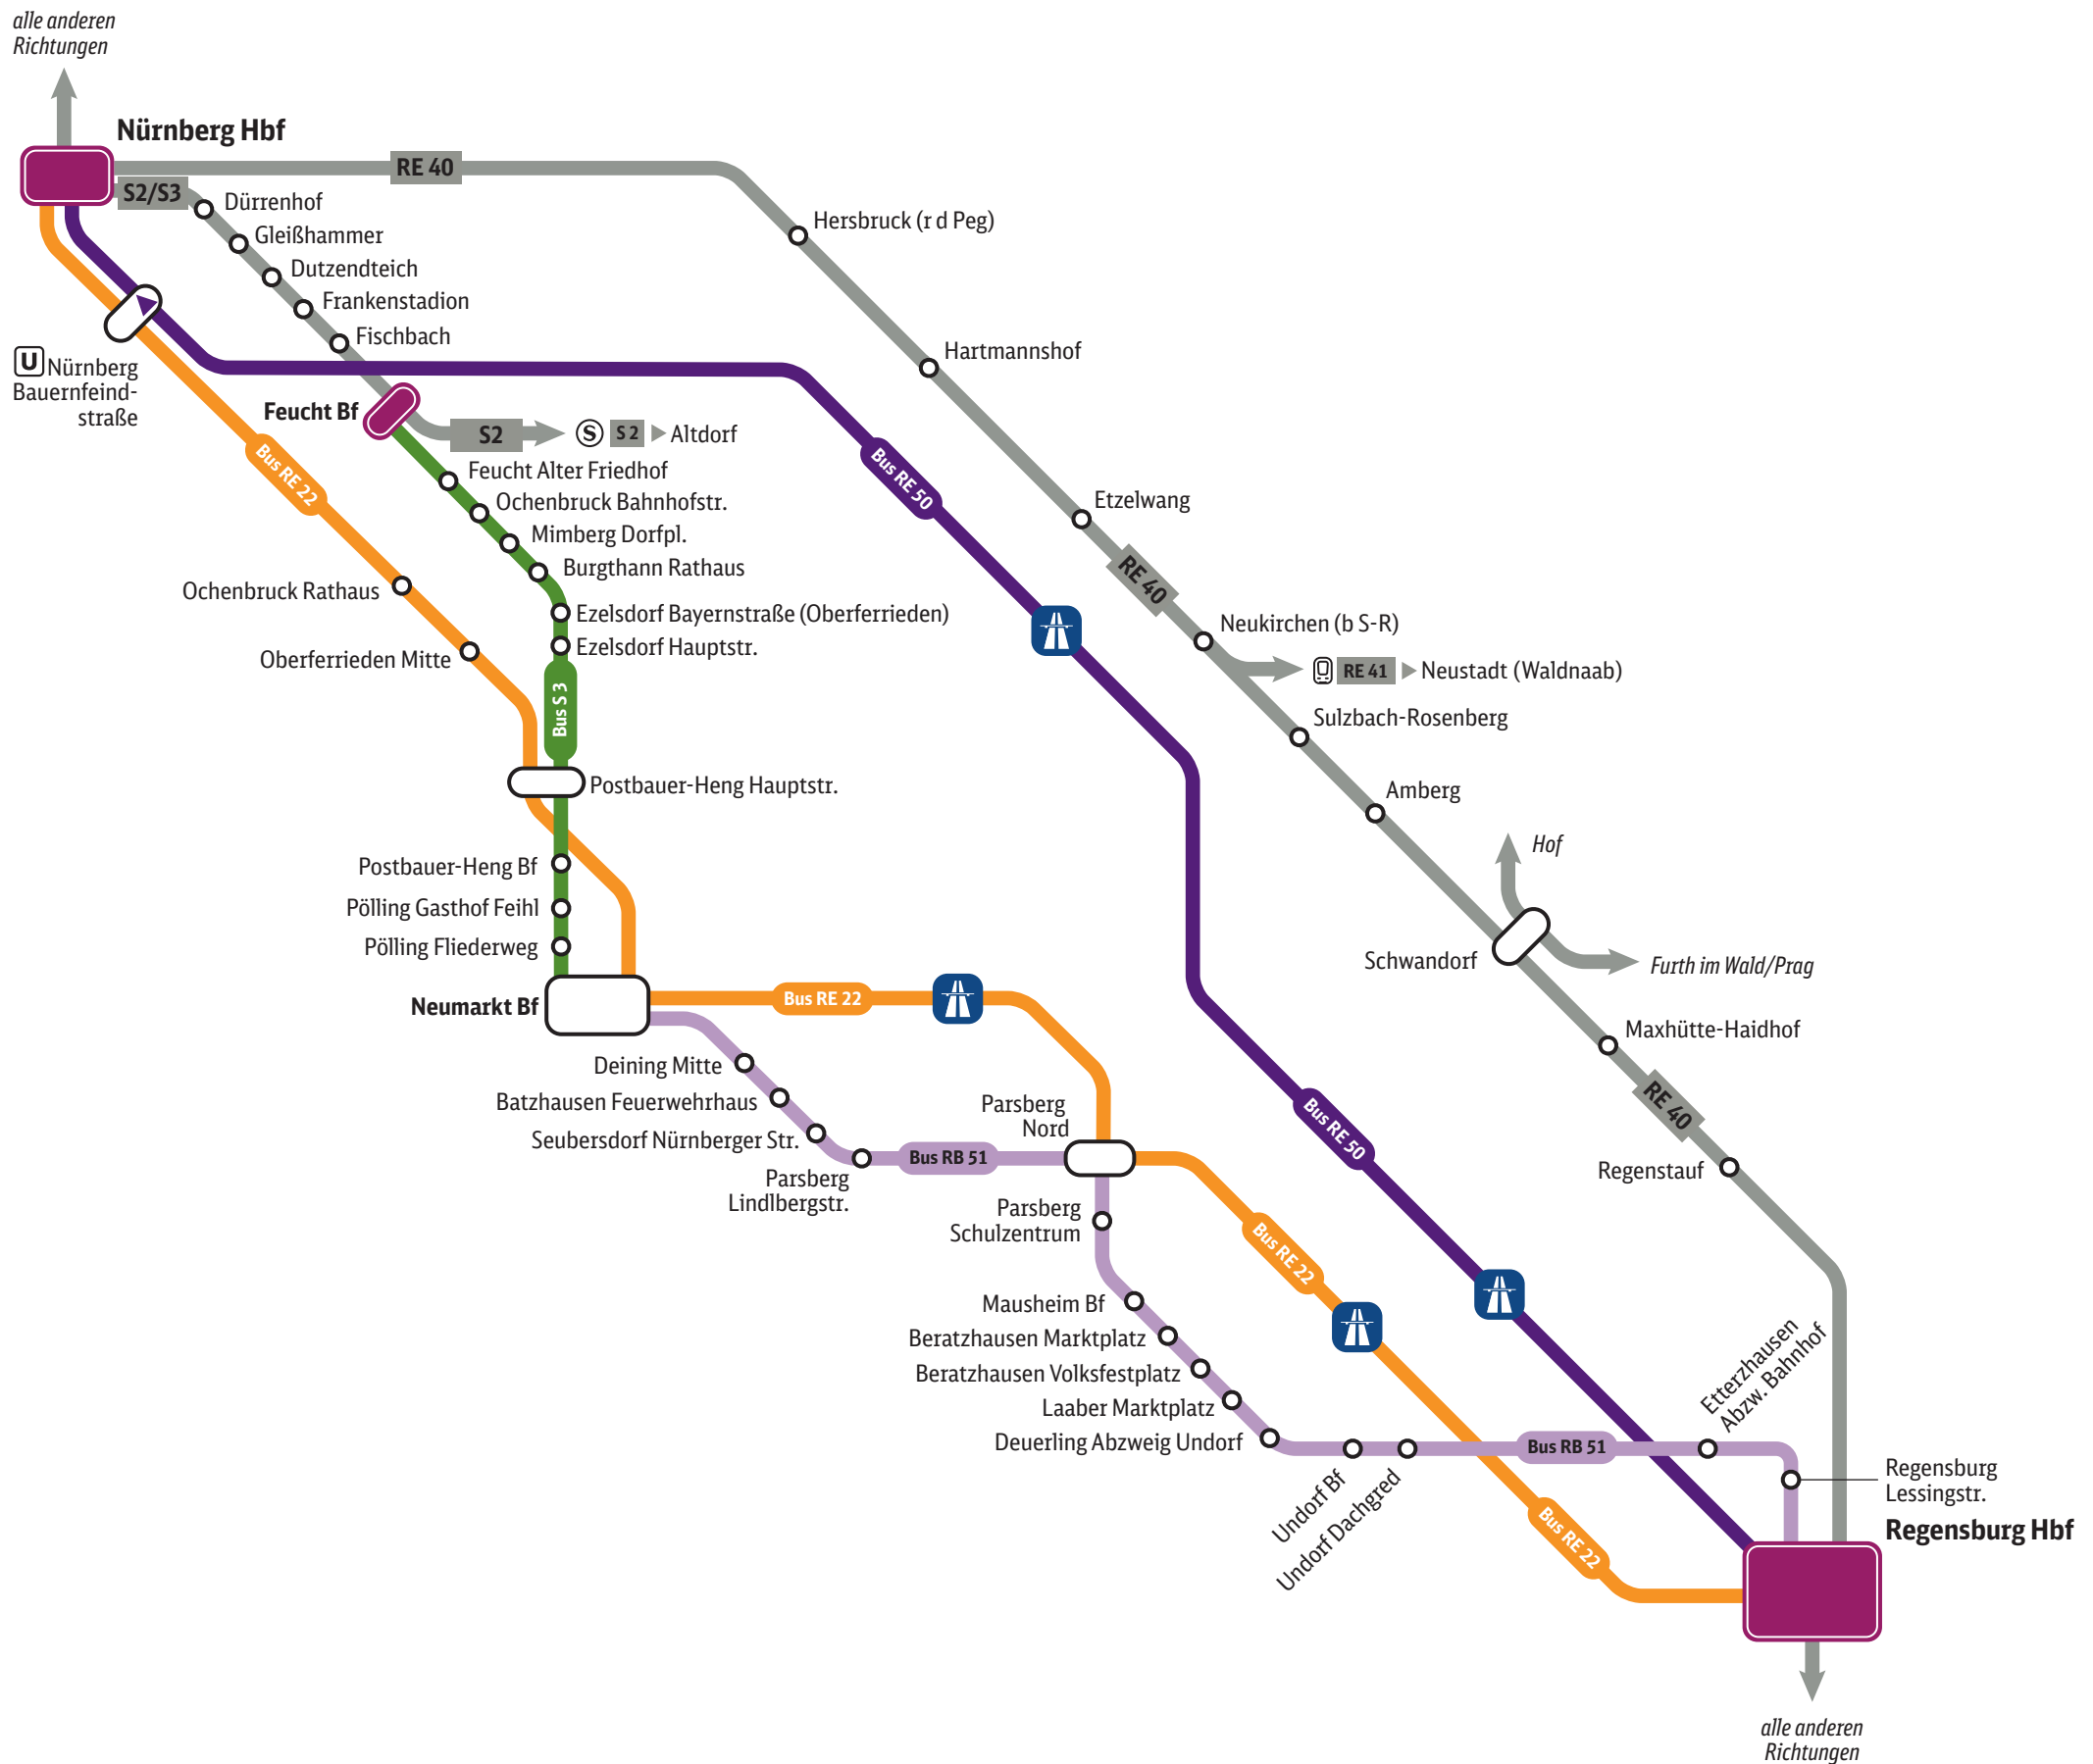 alle anderen
Richtungen
Nürnberg Hbf
RE 40
S2/S3
Dürrenhof
Gleißhammer
Dutzendteich
Frankenstadion
Fischbach
Hersbruck (r d Peg)
Hartmannshof
U Nürnberg
Bauernfeind-
straße
Feucht Bf
S2
S S 2 Altdorf
Bus RE 22
Bus RE 50
Feucht Alter Friedhof
Ochenbruck Bahnhofstr.
Mimberg Dorfpl.
Burgthann Rathaus
Etzelwang
RE 40
Ochenbruck Rathaus
Ezelsdorf Bayernstraße (Oberferrieden)
Ezelsdorf Hauptstr.
Oberferrieden Mitte
Neukirchen (b S-R)
RE 41 Neustadt (Waldnaab)
Bus S 3
Sulzbach-Rosenberg
Postbauer-Heng Hauptstr.
Amberg
Hof
Postbauer-Heng Bf
Pölling Gasthof Feihl
Pölling Fliederweg
Schwandorf
Furth im Wald/Prag
Neumarkt Bf
Bus RE 22
Maxhütte-Haidhof
Deining Mitte
Batzhausen Feuerwehrhaus
Seubersdorf Nürnberger Str.
Parsberg
Lindlbergstr.
Bus RB 51
Parsberg
Nord
Bus RE 50
RE 40
Regenstauf
Parsberg
Schulzentrum
Bus RE 22
Mausheim Bf
Beratzhausen Marktplatz
Beratzhausen Volksfestplatz
Laaber Marktplatz
Deuerling Abzweig Undorf
Undorf Bf
Undorf Dachgred
Bus RB 51
Etterzhausen
Abzw. Bahnhof
Regensburg
Lessingstr.
Bus RE 22
Regensburg Hbf
alle anderen
Richtungen